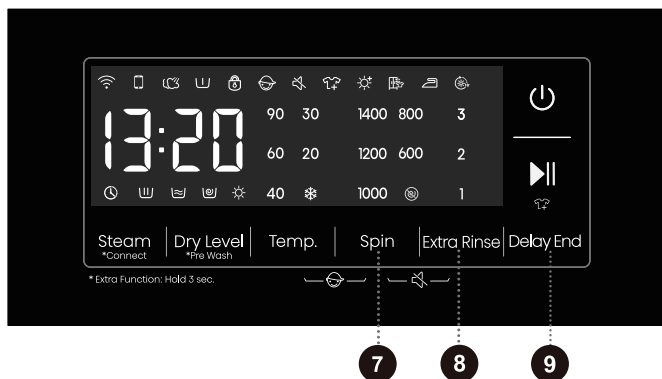 90 30 1400 800 3
13:20
60 20 1200 600 2
40 1000 1
Steam Dry Level Temp. Spin Extra Rinse Delay End
*Connect *Pre Wash
* Extra Function: Hold 3 sec.
7 8 9